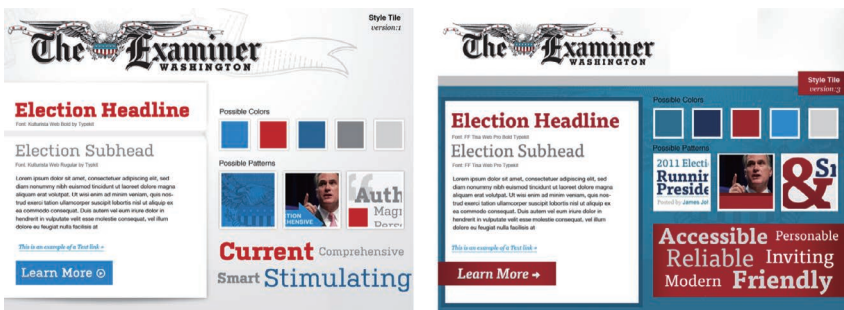 The Examiner
WASHINGTON
Style Tile
version:1
Election Headline
Font: Kulturista Web Bold by Typekit
Election Subhead
Font: Kulturista Web Regular by Typkit
Lorem ipsum dolor sit amet, consectetuer adipiscing elit, sed
diam nonummy nibh euismod tincidunt ut laoreet dolore magna
aliquam erat volutpat. Ut wisi enim ad minim veniam, quis nos-
trud exerci tation ullamcorper suscipit lobortis nisl ut aliquip ex
ea commodo consequat. Duis autem vel eum iriure dolor in
hendrerit in vulputate velit esse molestie consequat, vel illum
dolore eu feugiat nulla facilisis at
This is an example of a Text link »
Learn More
Possible Colors
Possible Patterns
TION
HENSIVE
“
Auth
Magi
Current Comprehensive
Smart Stimulating
The Examiner
WASHINGTON
Style Tile
version:3
Election Headline
Font: FF Tisa Web Pro Bold Typekit
Election Subhead
Font: FF Tisa Web Pro Typekit
Lorem ipsum dolor sit amet, consectetuer adipiscing elit, sed
diam nonummy nibh euismod tincidunt ut laoreet dolore magna
aliquam erat volutpat. Ut wisi enim ad minim veniam, quis nos-
trud exerci tation ullamcorper suscipit lobortis nisl ut aliquip ex
ea commodo consequat. Duis autem vel eum iriure dolor in
hendrerit in vulputate velit esse molestie consequat, vel illum
dolore eu feugiat nulla facilisis at
This is an example of a Text link »
Learn More →
Possible Colors
Possible Patterns
2011 Electi
Runnin
Preside
Posted by James Jel
&
Accessible Personable
Reliable Inviting
Modern Friendly